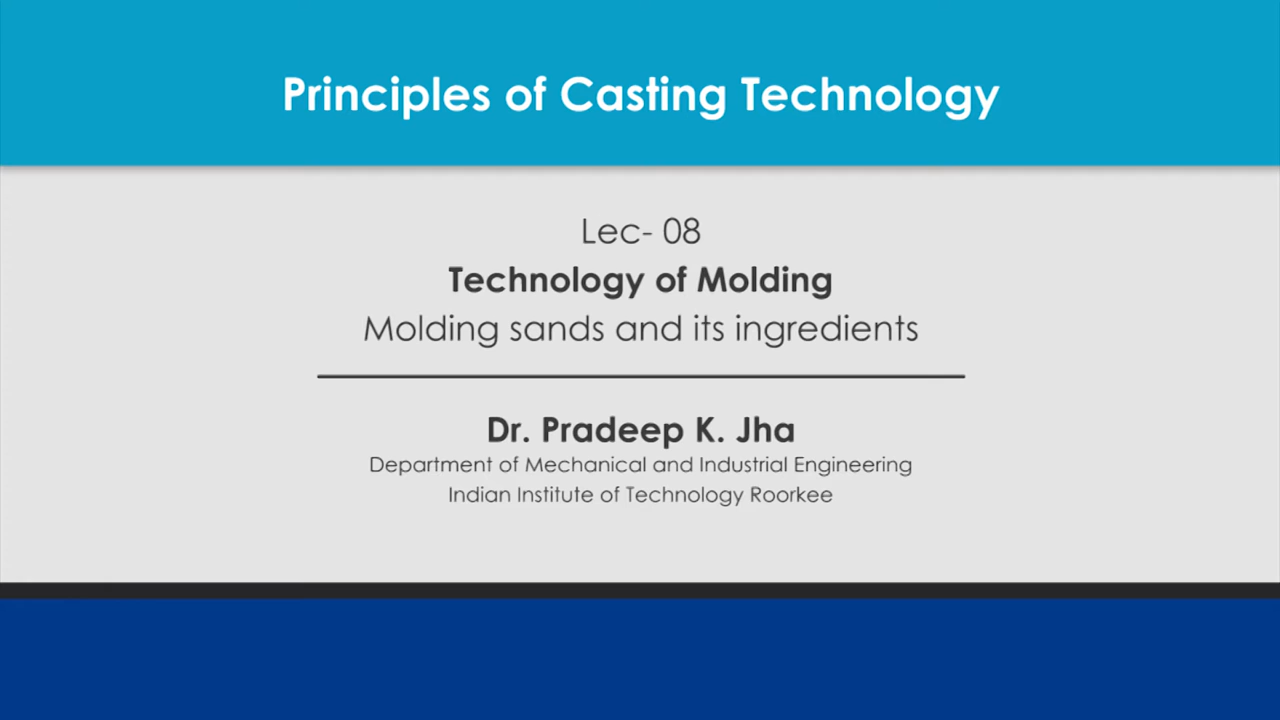 Principles of Casting Technology
Lec- 08
Technology of Molding
Molding sands and its ingredients
Dr. Pradeep K. Jha
Department of Mechanical and Industrial Engineering
Indian Institute of Technology Roorkee